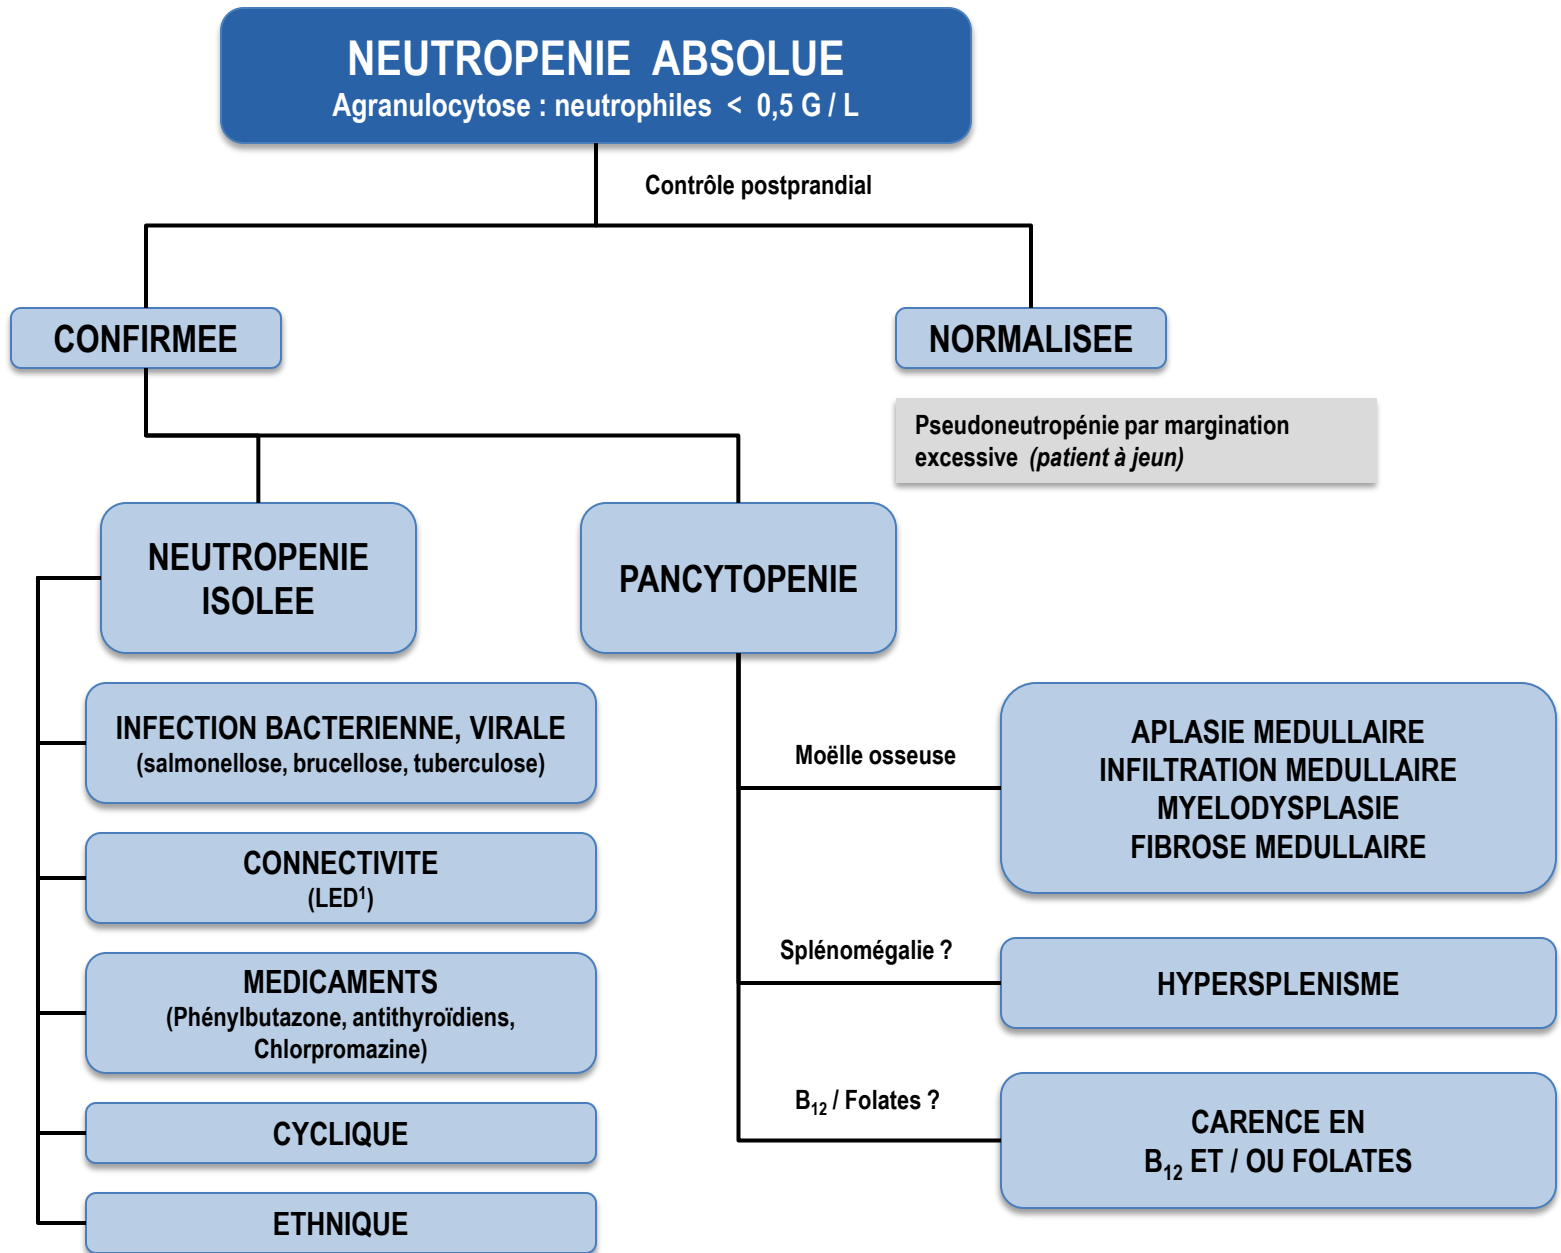 NEUTROPENIE ABSOLUE
Agranulocytose : neutrophiles < 0,5 G / L
Contrôle postprandial
CONFIRMEE
NORMALISEE
Pseudoneutropénie par margination
excessive (patient à jeun)
NEUTROPENIE
ISOLEE
PANCYTOPENIE
INFECTION BACTERIENNE, VIRALE
(salmonellose, brucellose, tuberculose)
CONNECTIVITE
(LED¹)
MEDICAMENTS
(Phénylbutazone, antithyroïdiens,
Chlorpromazine)
CYCLIQUE
ETHNIQUE
Moëlle osseuse
APLASIE MEDULLAIRE
INFILTRATION MEDULLAIRE
MYELODYSPLASIE
FIBROSE MEDULLAIRE
Splénomégalie ?
HYPERSPLENISME
B₁₂ / Folates ?
CARENCE EN
B₁₂ ET / OU FOLATES